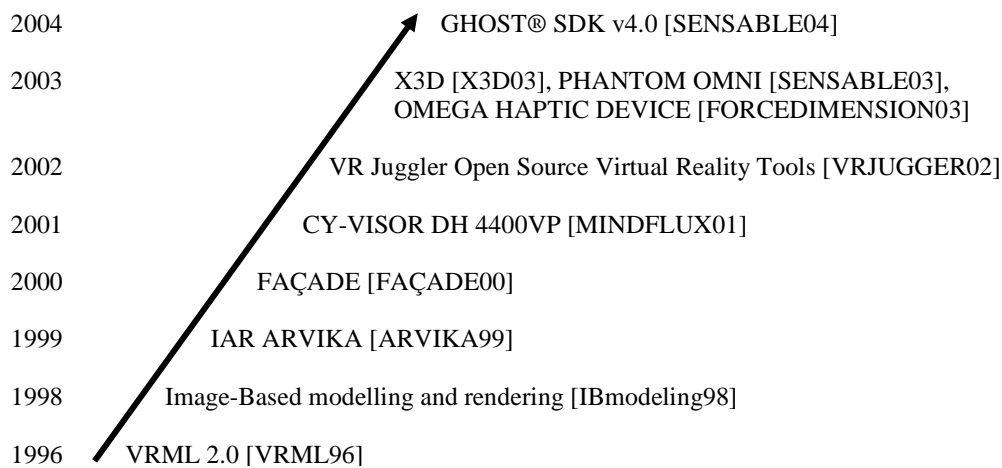 2004 GHOST® SDK v4.0 [SENSABLE04]
2003 X3D [X3D03], PHANTOM OMNI [SENSABLE03],
OMEGA HAPTIC DEVICE [FORCEDIMENSION03]
2002 VR Juggler Open Source Virtual Reality Tools [VRJUGGER02]
2001 CY-VISOR DH 4400VP [MINDFLUX01]
2000 FAÇADE [FAÇADE00]
1999 IAR ARVIKA [ARVIKA99]
1998 Image-Based modelling and rendering [IBmodeling98]
1996 VRML 2.0 [VRML96]